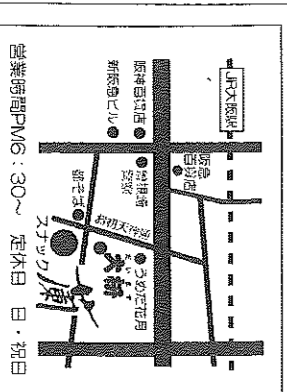 JR大阪駅
阪急
百貨店
阪神百貨店
新阪急ビル
曽根崎
警察
うめだ花月
お初天神通
スナック
営業時間PM6：30～ 定休日 日・祝日